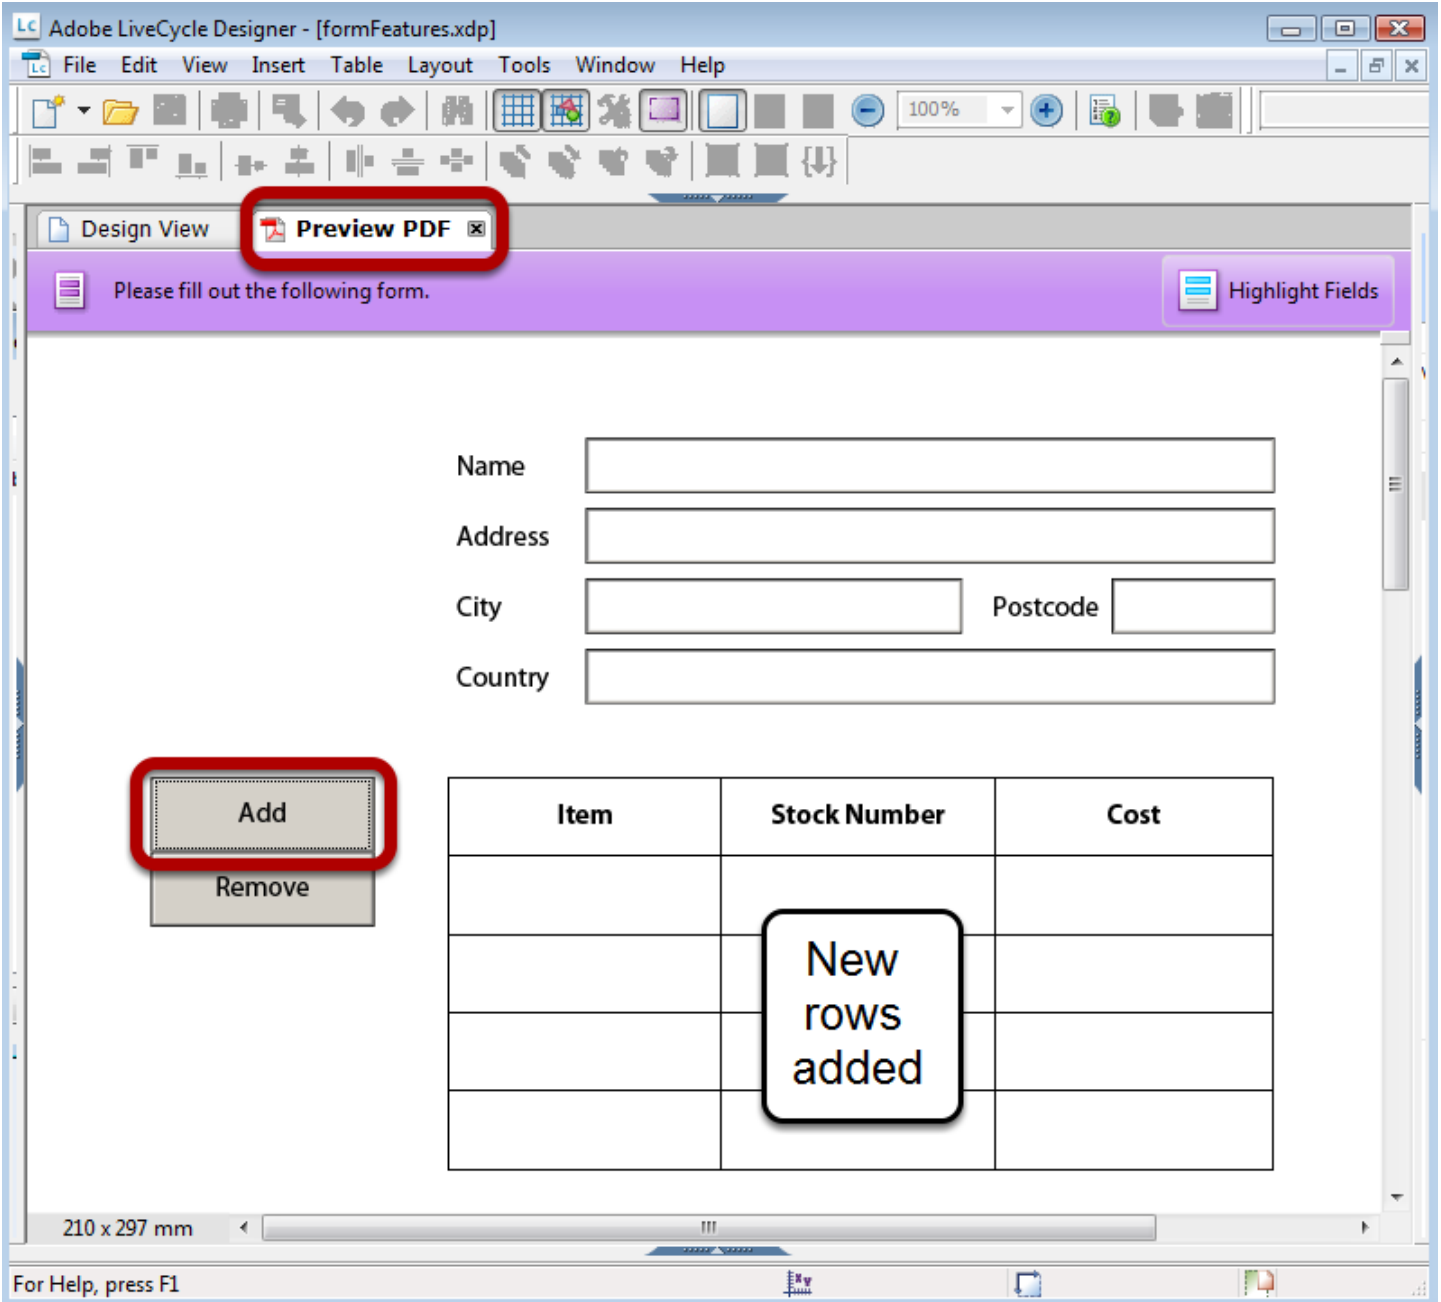 LC Adobe LiveCycle Designer - [formFeatures.xdp]
Lc File Edit View Insert Table Layout Tools Window Help
100%
Design View Preview PDF
Please fill out the following form. Highlight Fields
Name
Address
City Postcode
Country
Add Item Stock Number Cost
Remove
New
rows
added
210 x 297 mm
For Help, press F1